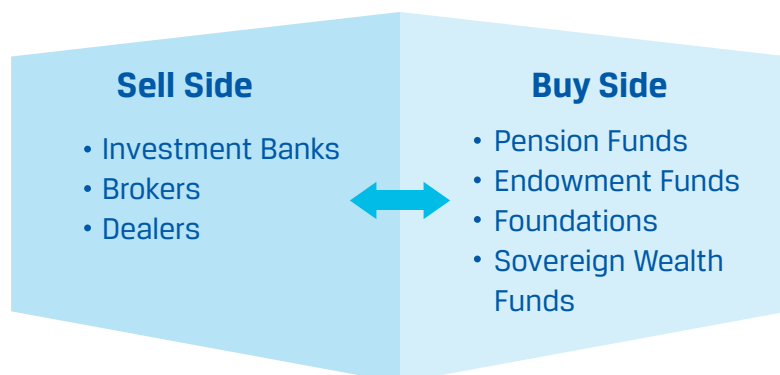 Sell Side
• Investment Banks
• Brokers
• Dealers
Buy Side
• Pension Funds
• Endowment Funds
• Foundations
• Sovereign Wealth
Funds